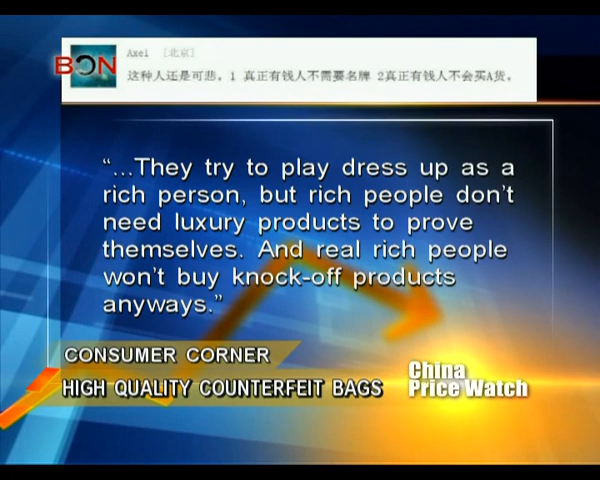 BON
Axel [北京]
这种人还是可悲。1 真正有钱人不需要名牌 2真正有钱人不会买A货。
“...They try to play dress up as a
rich person, but rich people don’t
need luxury products to prove
themselves. And real rich people
won’t buy knock-off products
anyways.”
CONSUMER CORNER
HIGH QUALITY COUNTERFEIT BAGS
China
Price Watch